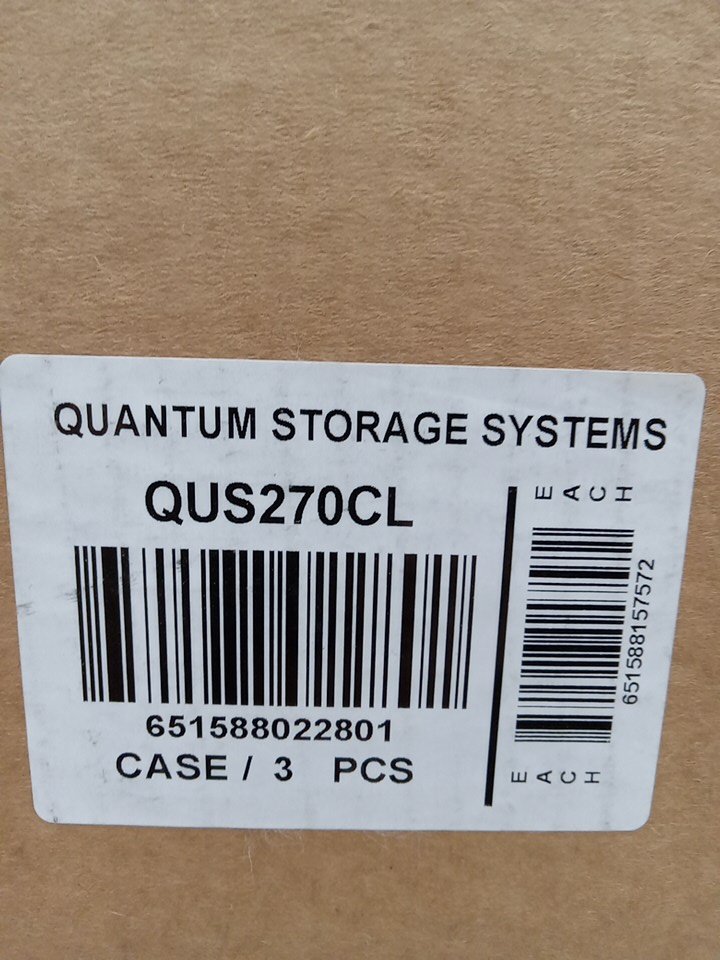 QUANTUM STORAGE SYSTEMS
QUS270CL
651588022801
CASE / 3 PCS
EACH
651588157572
EACH